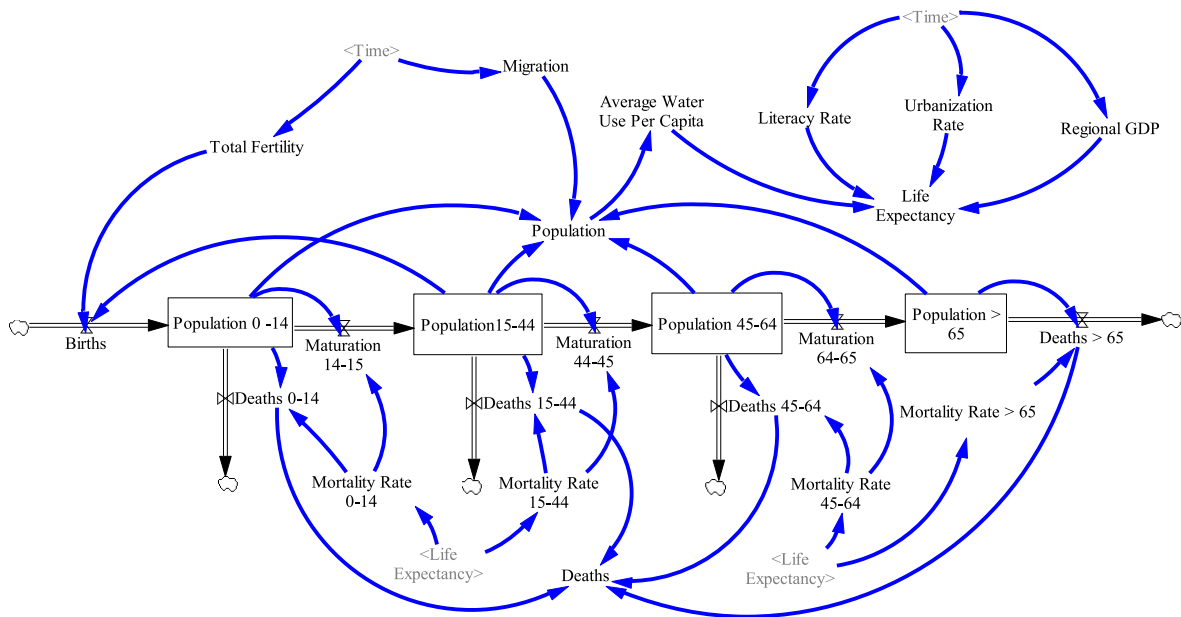 <Time>
<Time>
Migration
Average Water
Use Per Capita
Literacy Rate
Urbanization
Rate
Regional GDP
Total Fertility
Life
Expectancy
Population
Births
Population 0 -14
Maturation
14-15
Population15-44
Maturation
44-45
Population 45-64
Maturation
64-65
Population >
65
Deaths > 65
Deaths 0-14
Deaths 15-44
Deaths 45-64
Mortality Rate > 65
Mortality Rate
0-14
Mortality Rate
15-44
Mortality Rate
45-64
<Life
Expectancy>
Deaths
<Life
Expectancy>